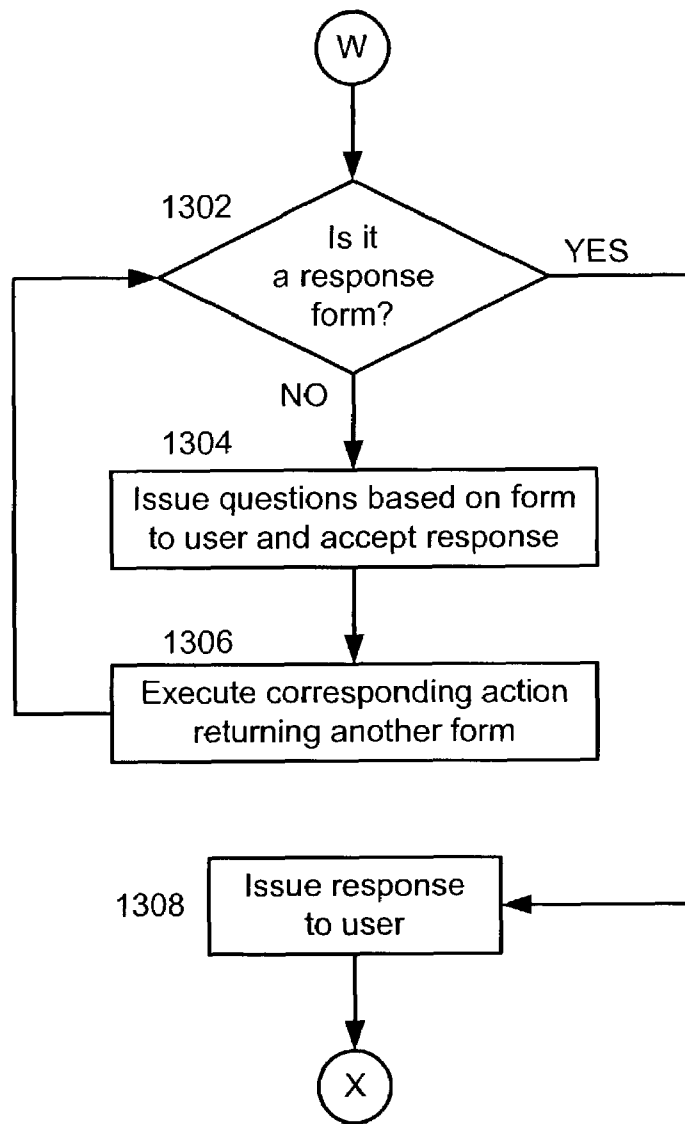 W
1302
Is it
a response
form?
YES
NO
1304
Issue questions based on form
to user and accept response
1306
Execute corresponding action
returning another form
1308
Issue response
to user
X